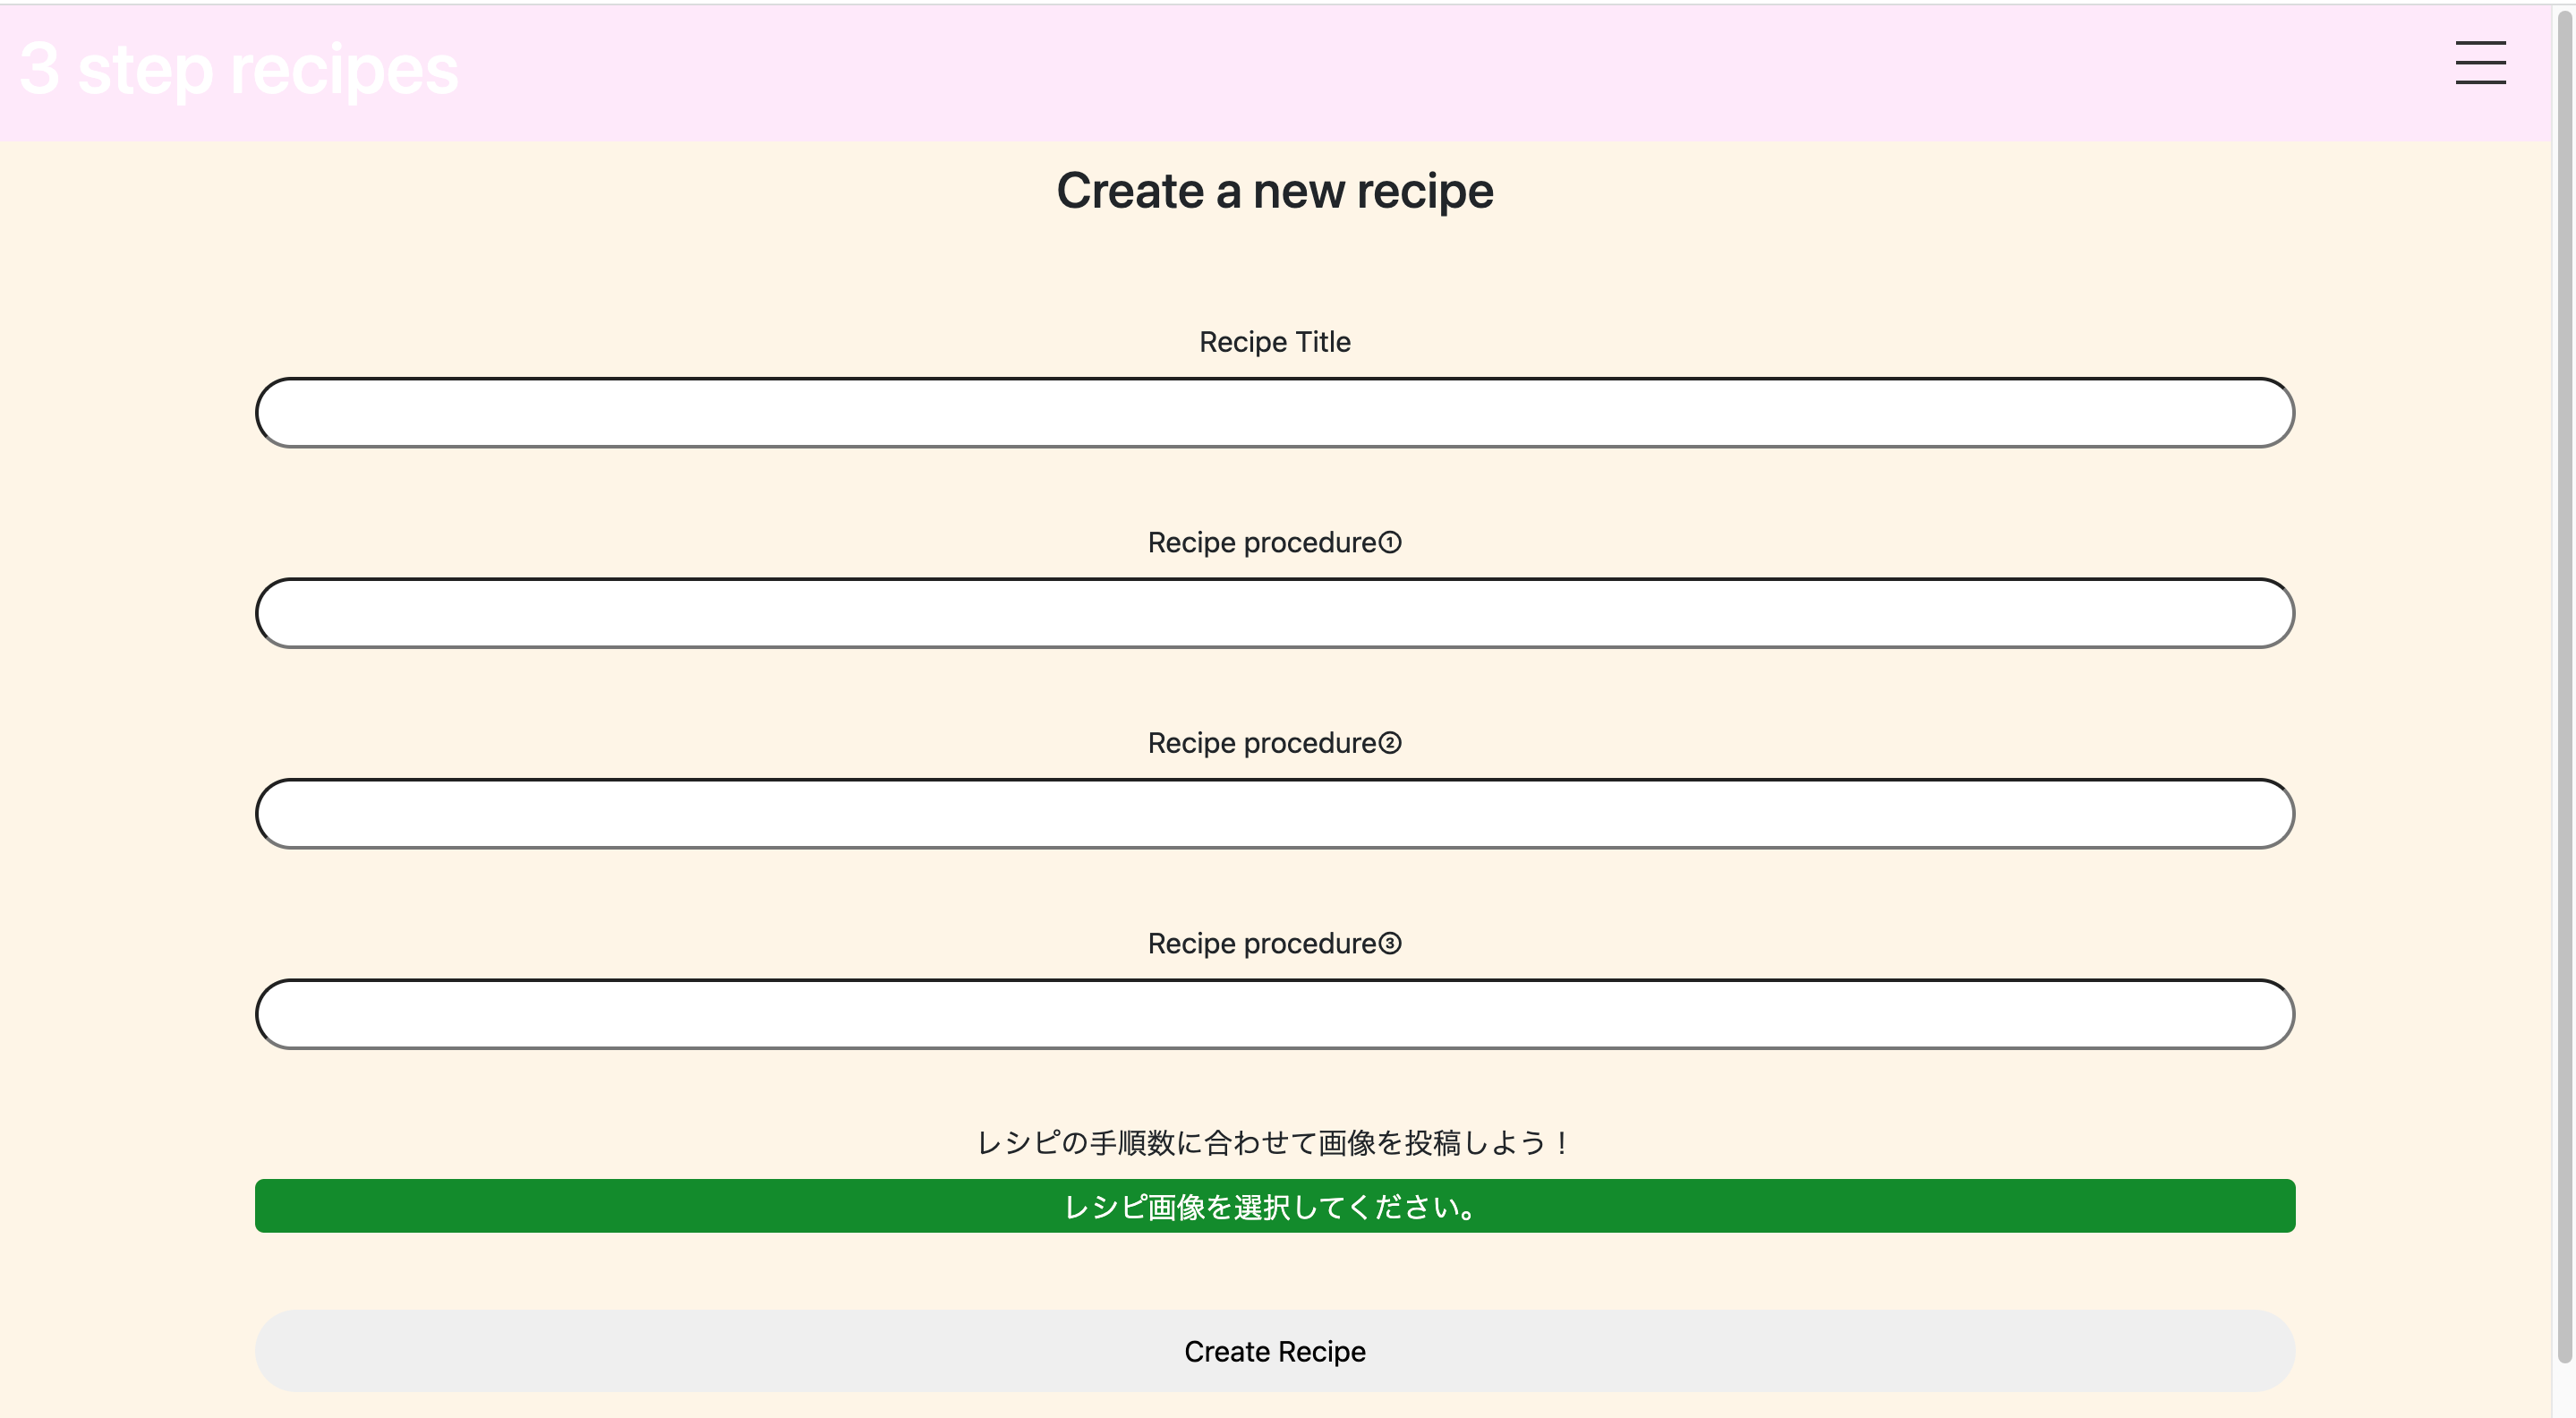 3 step recipes
Create a new recipe
Recipe Title
Recipe procedure①
Recipe procedure②
Recipe procedure③
レシピの手順数に合わせて画像を投稿しよう！
レシピ画像を選択してください。
Create Recipe